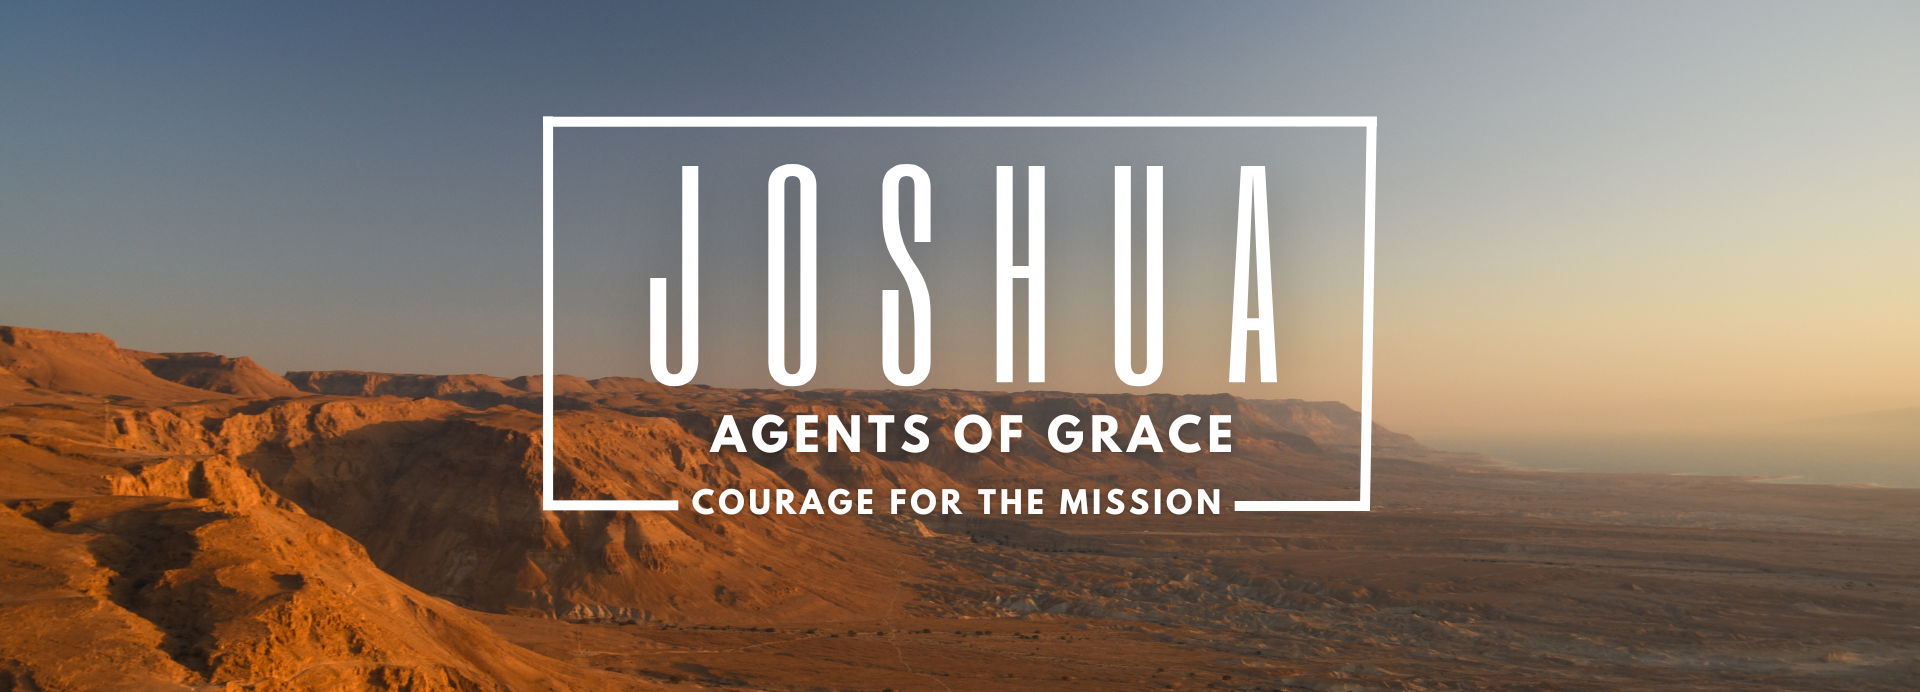 JOSHUA
AGENTS OF GRACE
COURAGE FOR THE MISSION